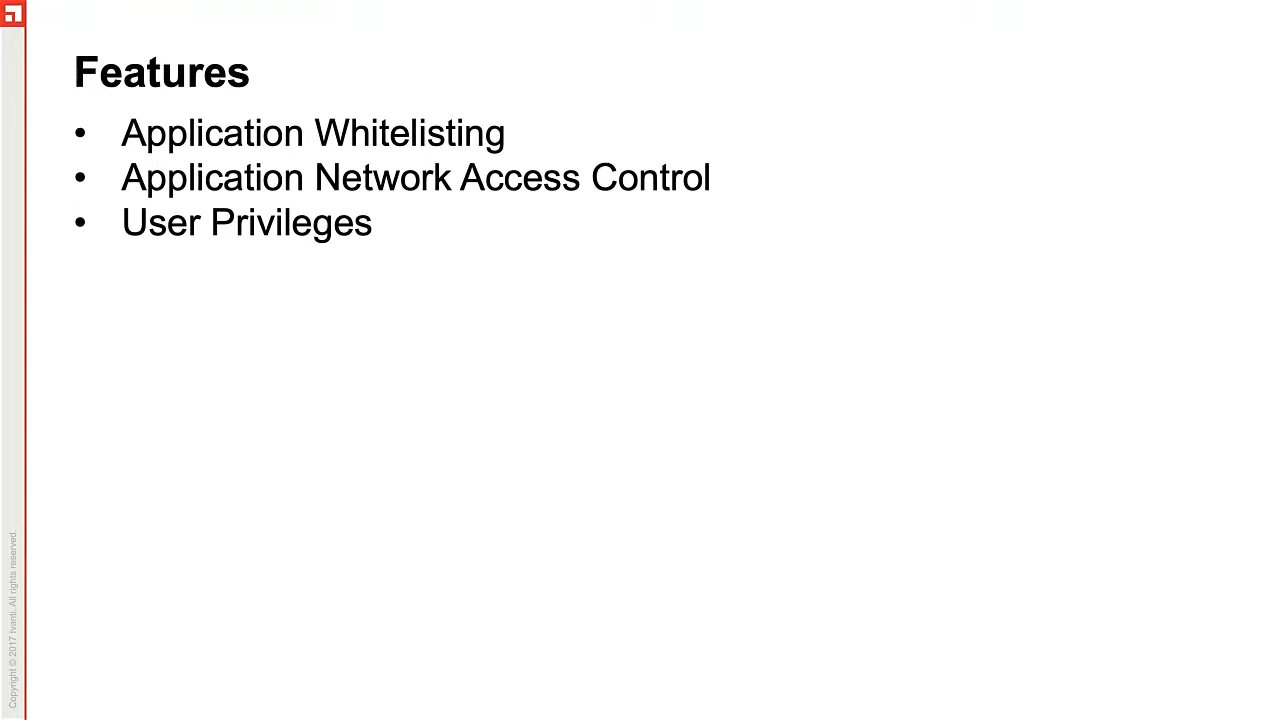 Features
• Application Whitelisting
• Application Network Access Control
• User Privileges
Copyright © 2017 Ivanti. All rights reserved.